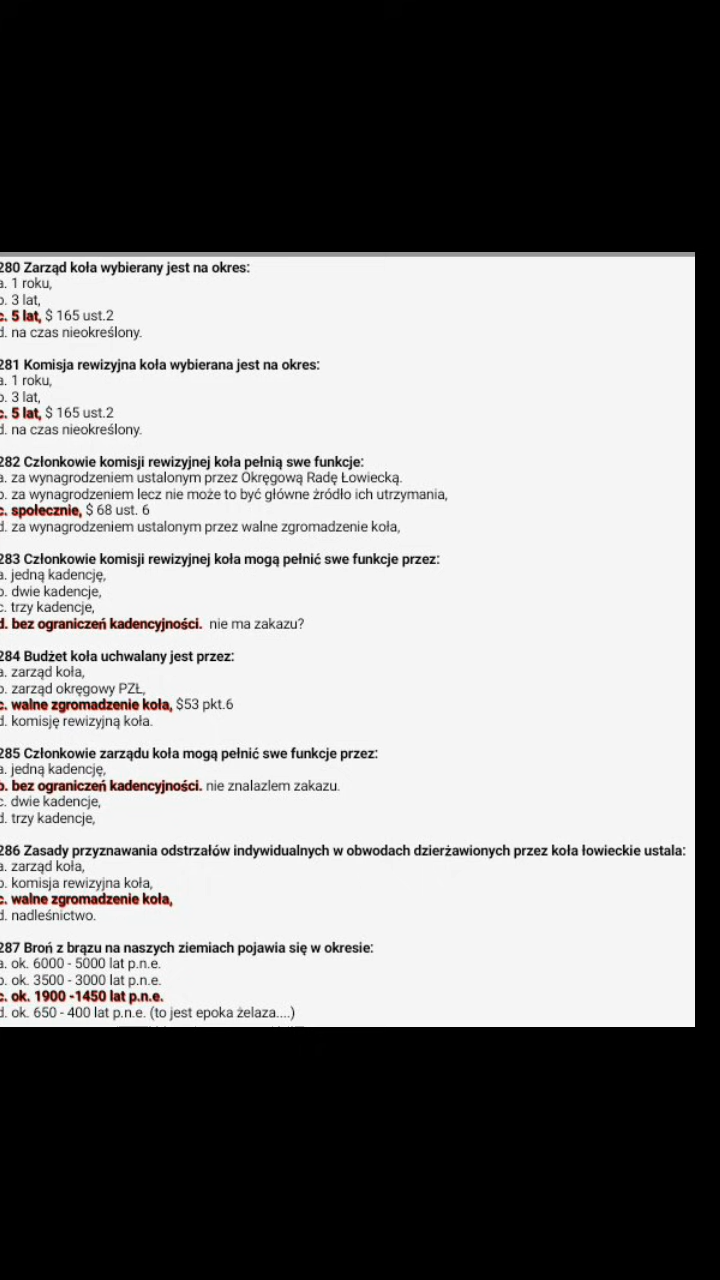 280 Zarząd koła wybierany jest na okres:
a. 1 roku,
b. 3 lat,
c. 5 lat, $ 165 ust.2
d. na czas nieokreślony.
281 Komisja rewizyjna koła wybierana jest na okres:
a. 1 roku,
b. 3 lat,
c. 5 lat, $ 165 ust.2
d. na czas nieokreślony.
282 Członkowie komisji rewizyjnej koła pełnią swe funkcje:
a. za wynagrodzeniem ustalonym przez Okręgową Radę Łowiecką.
b. za wynagrodzeniem lecz nie może to być główne żródło ich utrzymania,
c. społecznie, $ 68 ust. 6
d. za wynagrodzeniem ustalonym przez walne zgromadzenie koła,
283 Członkowie komisji rewizyjnej koła mogą pełnić swe funkcje przez:
a. jedną kadencję,
b. dwie kadencje,
c. trzy kadencje,
d. bez ograniczeń kadencyjności. nie ma zakazu?
284 Budżet koła uchwalany jest przez:
a. zarząd koła,
b. zarząd okręgowy PZŁ,
c. walne zgromadzenie koła, $53 pkt.6
d. komisję rewizyjną koła.
285 Członkowie zarządu koła mogą pełnić swe funkcje przez:
a. jedną kadencję,
b. bez ograniczeń kadencyjności. nie znalazlem zakazu.
c. dwie kadencje,
d. trzy kadencje,
286 Zasady przyznawania odstrzałów indywidualnych w obwodach dzierżawionych przez koła łowieckie ustala:
a. zarząd koła,
b. komisja rewizyjna koła,
c. walne zgromadzenie koła,
d. nadleśnictwo.
287 Broń z brązu na naszych ziemiach pojawia się w okresie:
a. ok. 6000 - 5000 lat p.n.e.
b. ok. 3500 - 3000 lat p.n.e.
c. ok. 1900 -1450 lat p.n.e.
d. ok. 650 - 400 lat p.n.e. (to jest epoka żelaza....)